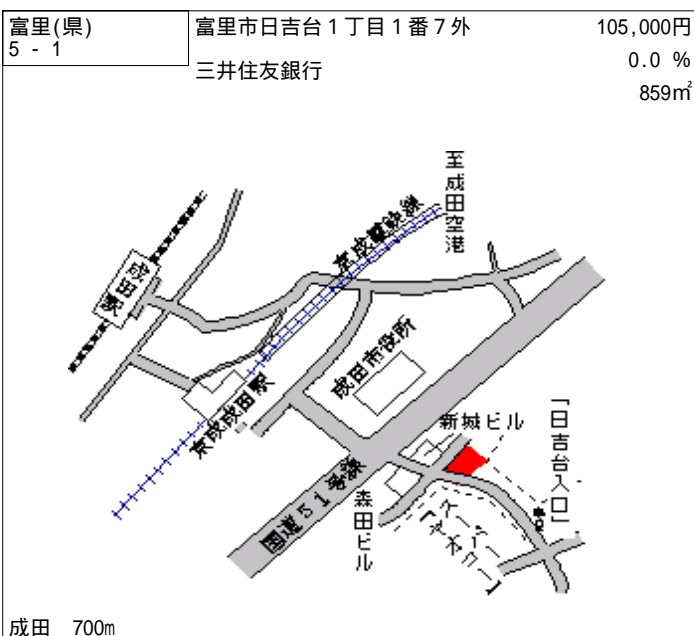 富里(県)
5 - 1
富里市日吉台１丁目１番７外
三井住友銀行
105,000円
0.0 %
859㎡
至成田空港
京成電鉄線
成田駅
成田市役所
京成成田駅
新城ビル
「日吉台入口」
国道５１号線
森田ビル
成田 700m